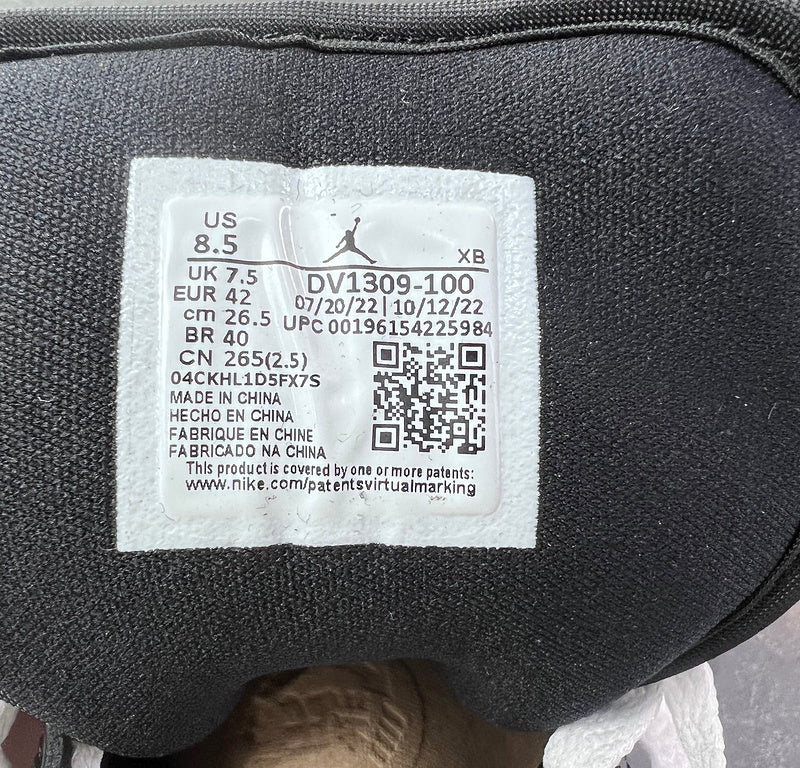 US
8.5
XB
UK 7.5
EUR 42
cm 26.5
BR 40
CN 265(2.5)
DV1309-100
07/20/22 | 10/12/22
UPC 00196154225984
04CKHL1D5FX7S
MADE IN CHINA
HECHO EN CHINA
FABRIQUE EN CHINE
FABRICADO NA CHINA
This product is covered by one or more patents:
www.nike.com/patentsvirtualmarking